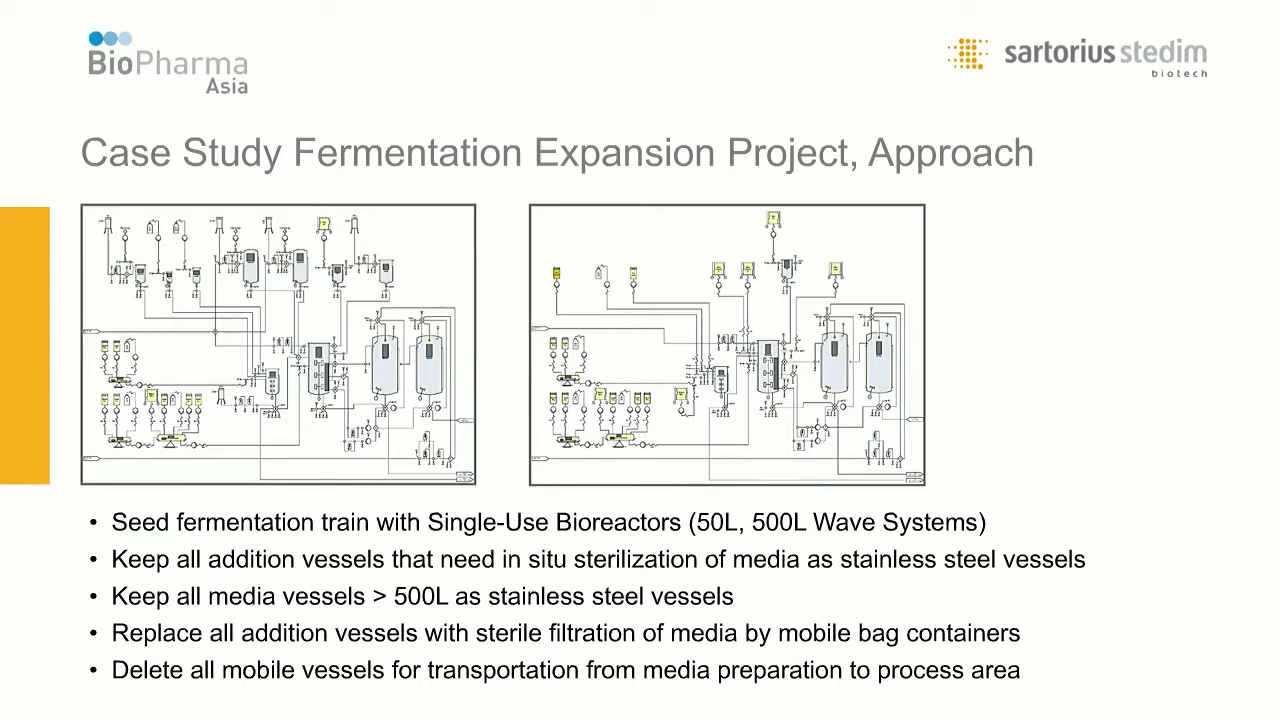 BioPharma
Asia
sartorius stedim
biotech
Case Study Fermentation Expansion Project, Approach
• Seed fermentation train with Single-Use Bioreactors (50L, 500L Wave Systems)
• Keep all addition vessels that need in situ sterilization of media as stainless steel vessels
• Keep all media vessels > 500L as stainless steel vessels
• Replace all addition vessels with sterile filtration of media by mobile bag containers
• Delete all mobile vessels for transportation from media preparation to process area